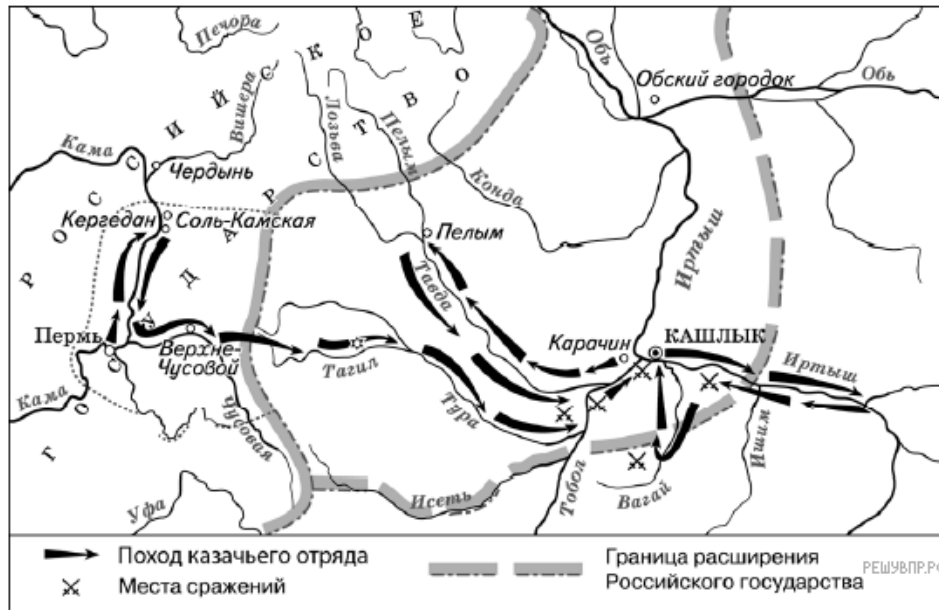 Печора
РОССИЙСКОЕ
ГОСУДАРСТВО
Вишера
Лозьва
Пелым
Обь
Обский городок
Обь
Кама
Чердынь
Конда
Кергедан
Соль-Камская
Пелым
Иртыш
Тавда
Пермь
Верхне-
Чусовой
Карачин
КАШЛЫК
Иртыш
Тагил
Кама
Тура
Чусовая
Ишим
Тобол
Исеть
Вагай
Уфа
Поход казачьего отряда
Места сражений
Граница расширения
Российского государства
РЕШУВПР.РФ